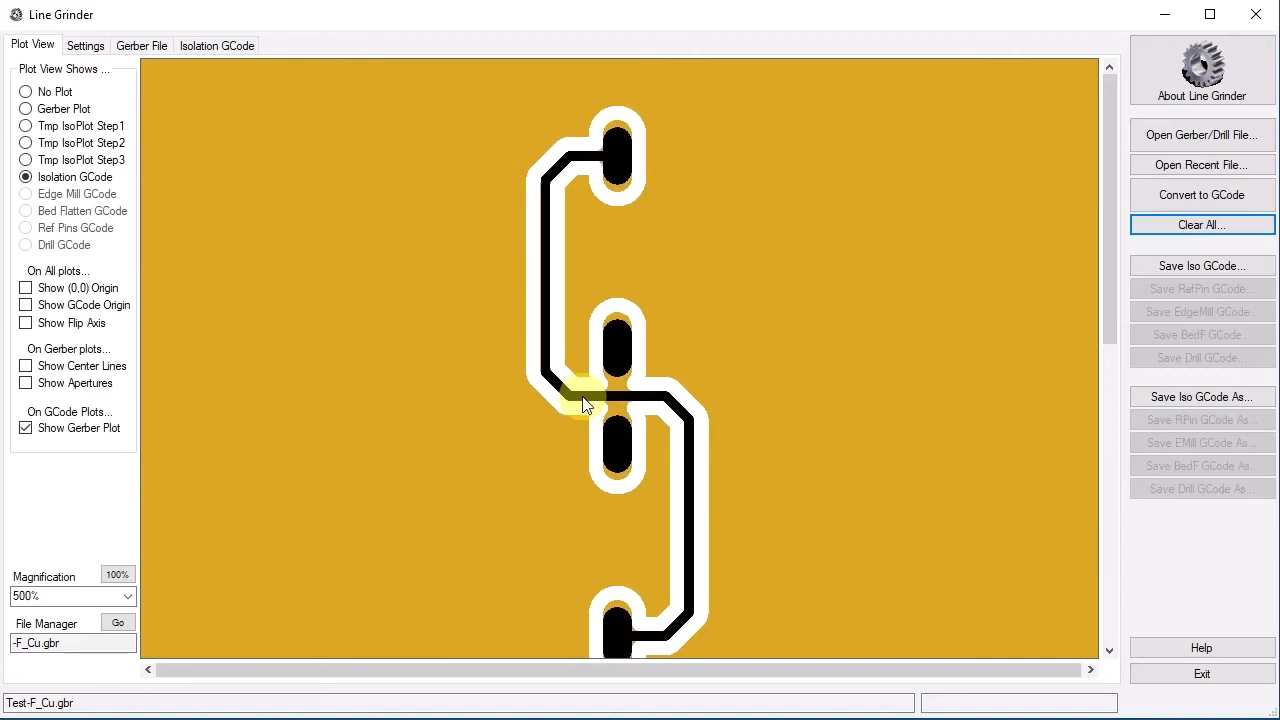 Line Grinder
Plot View
Settings
Gerber File
Isolation GCode
Plot View Shows ...
No Plot
Gerber Plot
Tmp IsoPlot Step1
Tmp IsoPlot Step2
Tmp IsoPlot Step3
Isolation GCode
Edge Mill GCode
Bed Flatten GCode
Ref Pins GCode
Drill GCode
On All plots...
Show (0,0) Origin
Show GCode Origin
Show Flip Axis
On Gerber plots...
Show Center Lines
Show Apertures
On GCode Plots...
Show Gerber Plot
Magnification
100%
500%
File Manager
Go
-F_Cu.gbr
About Line Grinder
Open Gerber/Drill File...
Open Recent File...
Convert to GCode
Clear All...
Save Iso GCode...
Save RefPin GCode...
Save EdgeMill GCode...
Save BedF GCode...
Save Drill GCode...
Save Iso GCode As...
Save RPin GCode As...
Save EMill GCode As...
Save BedF GCode As...
Save Drill GCode As...
Help
Exit
Test-F_Cu.gbr